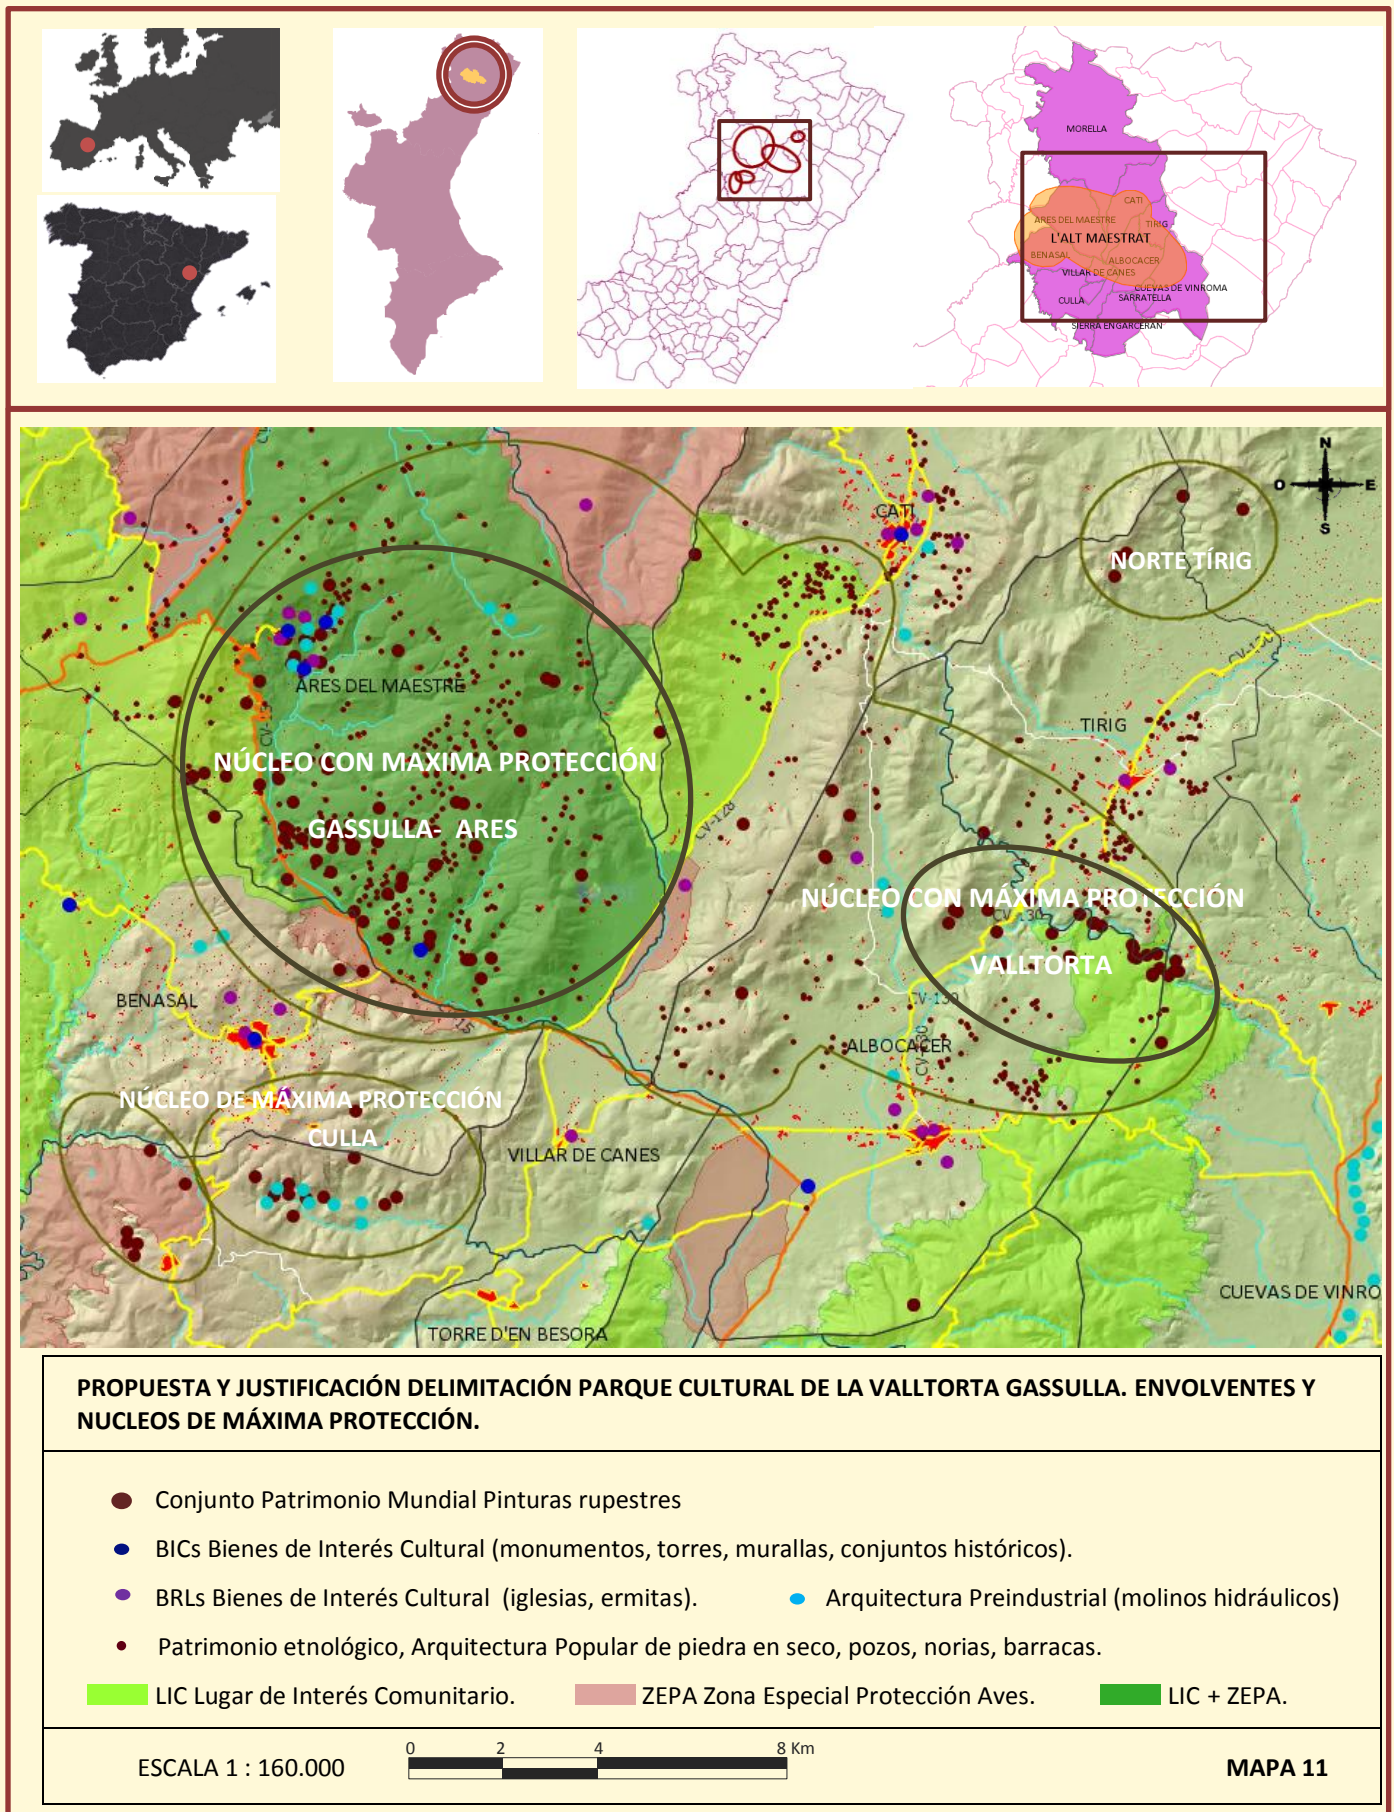 MORELLA
CATI
ARES DEL MAESTRE
TIRIG
L'ALT MAESTRAT
BENASAL
ALBOCACER
VILLAR DE CANES
CUEVAS DE VINROMA
CULLA
SARRATELLA
SIERRA ENGARCERAN
N
O E
S
CATI
NORTE TÍRIG
CV-130
ARES DEL MAESTRE
TIRIG
NÚCLEO CON MAXIMA PROTECCIÓN
GASSULLA- ARES
CV-128
NÚCLEO CON MÁXIMA PROTECCIÓN
CV-130
VALLTORTA
BENASAL
CV-130
15
ALBOCACER
CV-130
NÚCLEO DE MÁXIMA PROTECCIÓN
CULLA
VILLAR DE CANES
CUEVAS DE VINRO
TORRE D'EN BESORA
PROPUESTA Y JUSTIFICACIÓN DELIMITACIÓN PARQUE CULTURAL DE LA VALLTORTA GASSULLA. ENVOLVENTES Y
NUCLEOS DE MÁXIMA PROTECCIÓN.
Conjunto Patrimonio Mundial Pinturas rupestres
BICs Bienes de Interés Cultural (monumentos, torres, murallas, conjuntos históricos).
BRLs Bienes de Interés Cultural (iglesias, ermitas). Arquitectura Preindustrial (molinos hidráulicos)
Patrimonio etnológico, Arquitectura Popular de piedra en seco, pozos, norias, barracas.
LIC Lugar de Interés Comunitario. ZEPA Zona Especial Protección Aves. LIC + ZEPA.
0 2 4 8 Km
ESCALA 1 : 160.000 MAPA 11